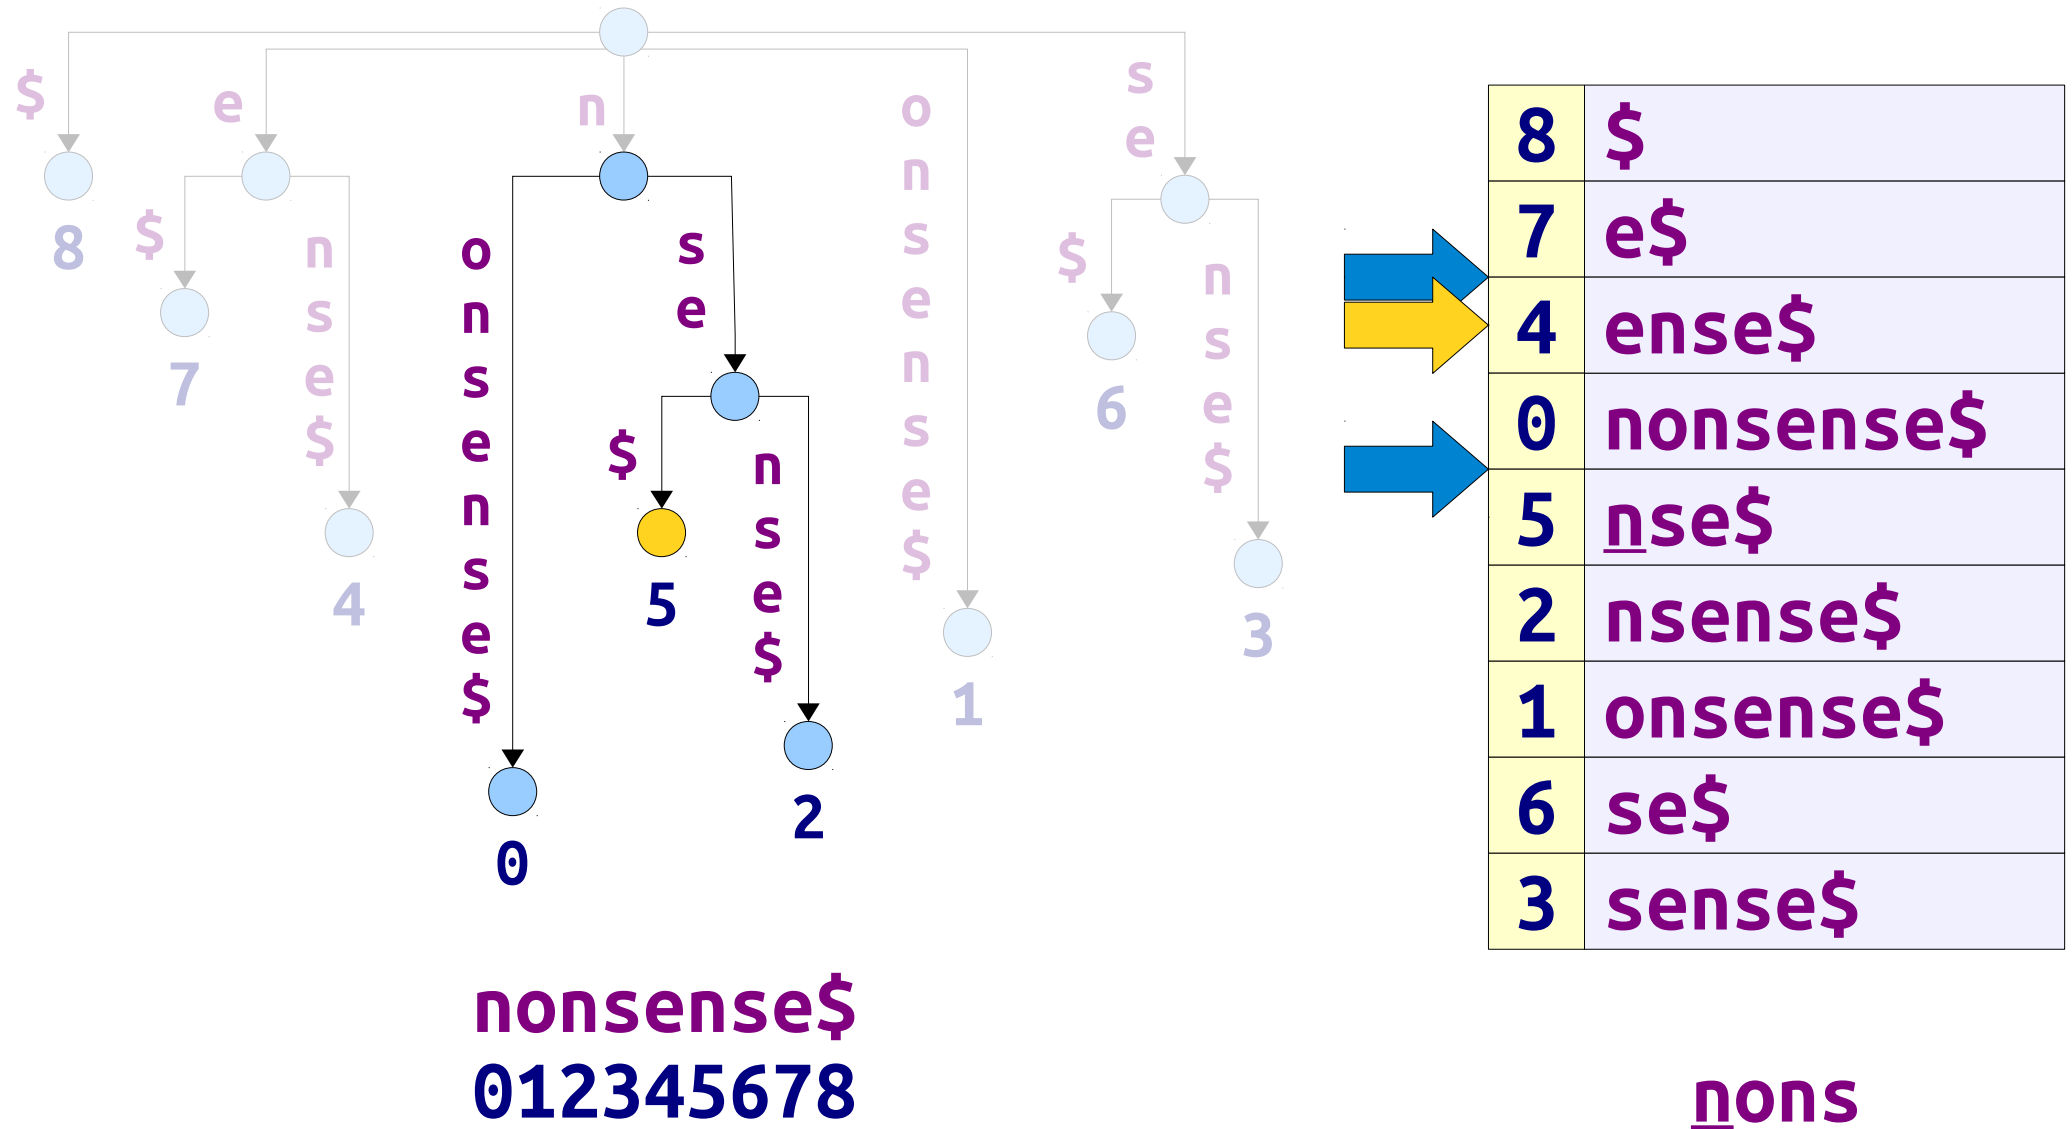 $
e
n
o
n
s
e
n
s
e
$
s
e
8
$
7
n
s
e
$
4
o
n
s
e
n
s
e
$
0
s
e
$
5
n
s
e
$
2
1
$
6
n
s
e
$
3
8 $
7 e$
4 ense$
0 nonsense$
5 nse$
2 nsense$
1 onsense$
6 se$
3 sense$
nonsense$
012345678
nons